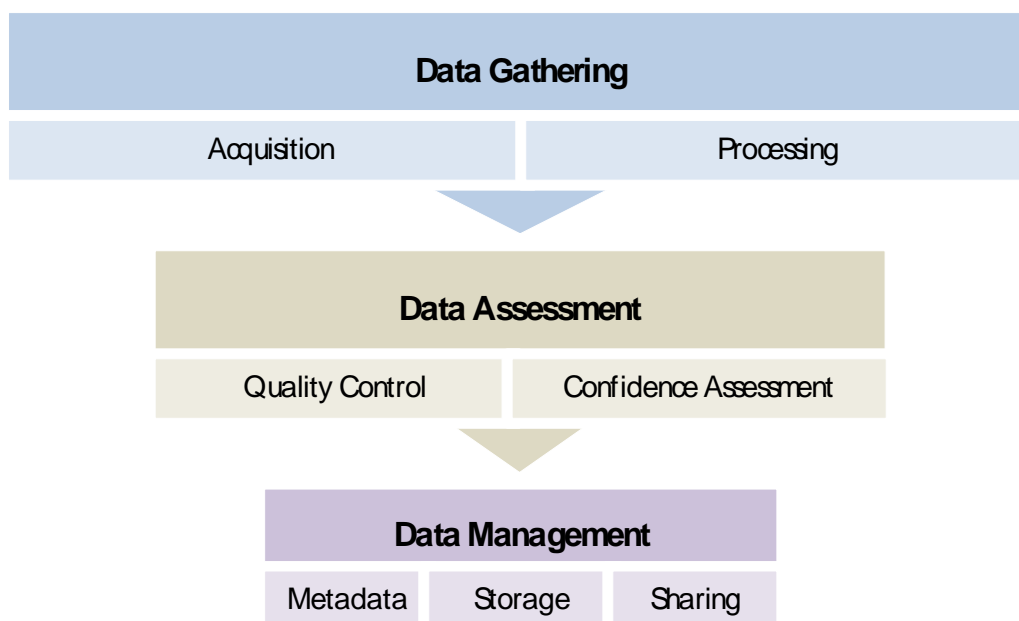 Data Gathering
Acquisition Processing
Data Assessment
Quality Control Confidence Assessment
Data Management
Metadata Storage Sharing